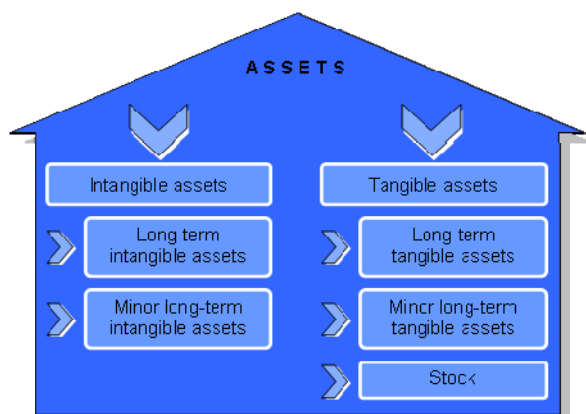 ASSETS
Intangible assets
Tangible assets
Long term
intangible assets
Long term
tangible assets
Minor long-term
intangible assets
Minor long-term
tangible assets
Stock